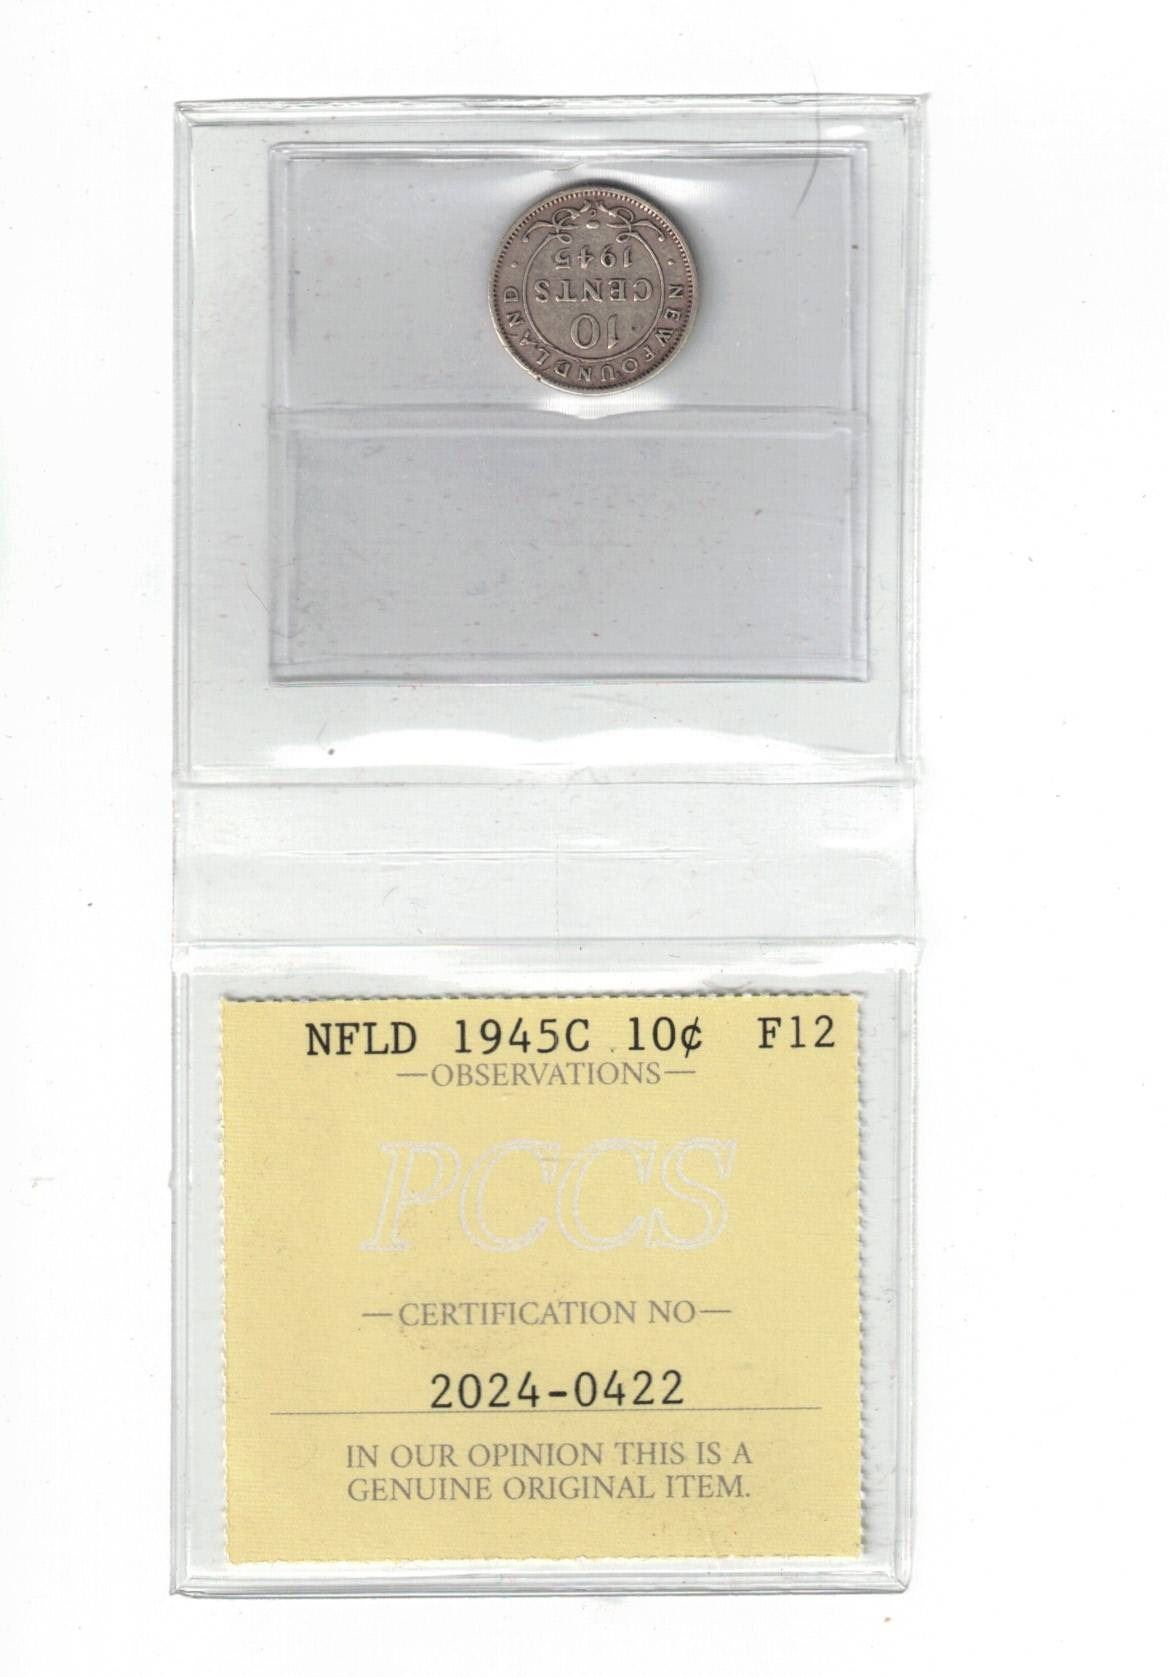 10
CENTS
1945
C
NEWFOUNDLAND
NFLD 1945C 10¢ F12
—OBSERVATIONS—
PCCS
—CERTIFICATION NO—
2024-0422
IN OUR OPINION THIS IS A
GENUINE ORIGINAL ITEM.